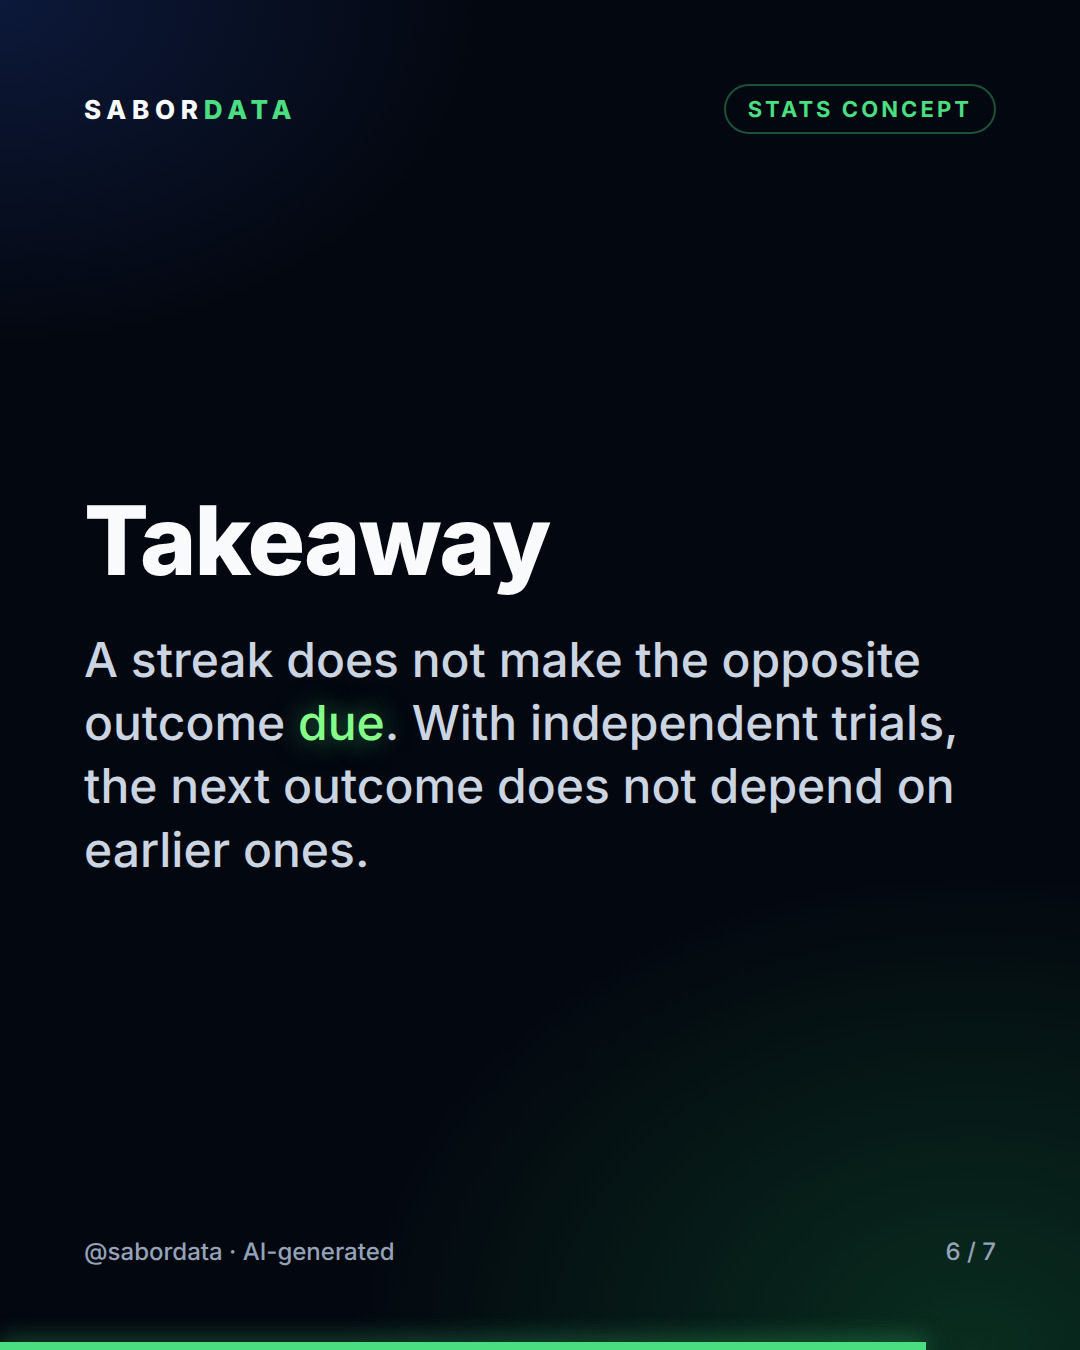 SABORDATA
STATS CONCEPT
Takeaway
A streak does not make the opposite
outcome due. With independent trials,
the next outcome does not depend on
earlier ones.
@sabordata · AI-generated
6 / 7